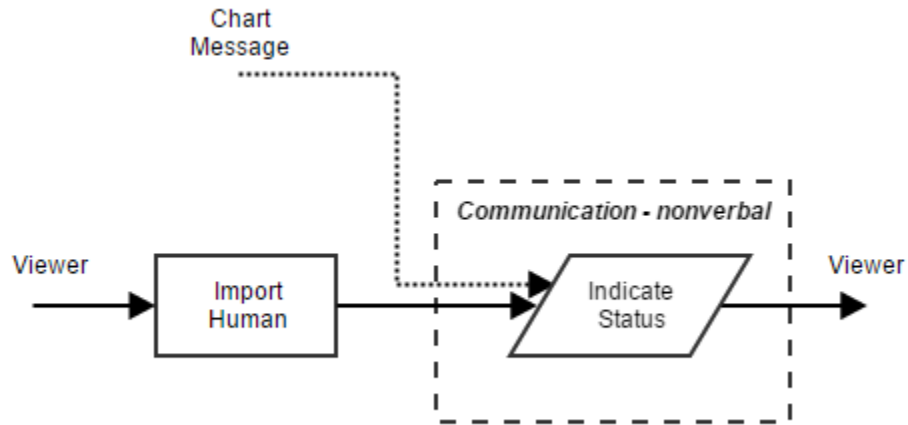 Chart
Message
Communication - nonverbal
Viewer
Import
Human
Indicate
Status
Viewer